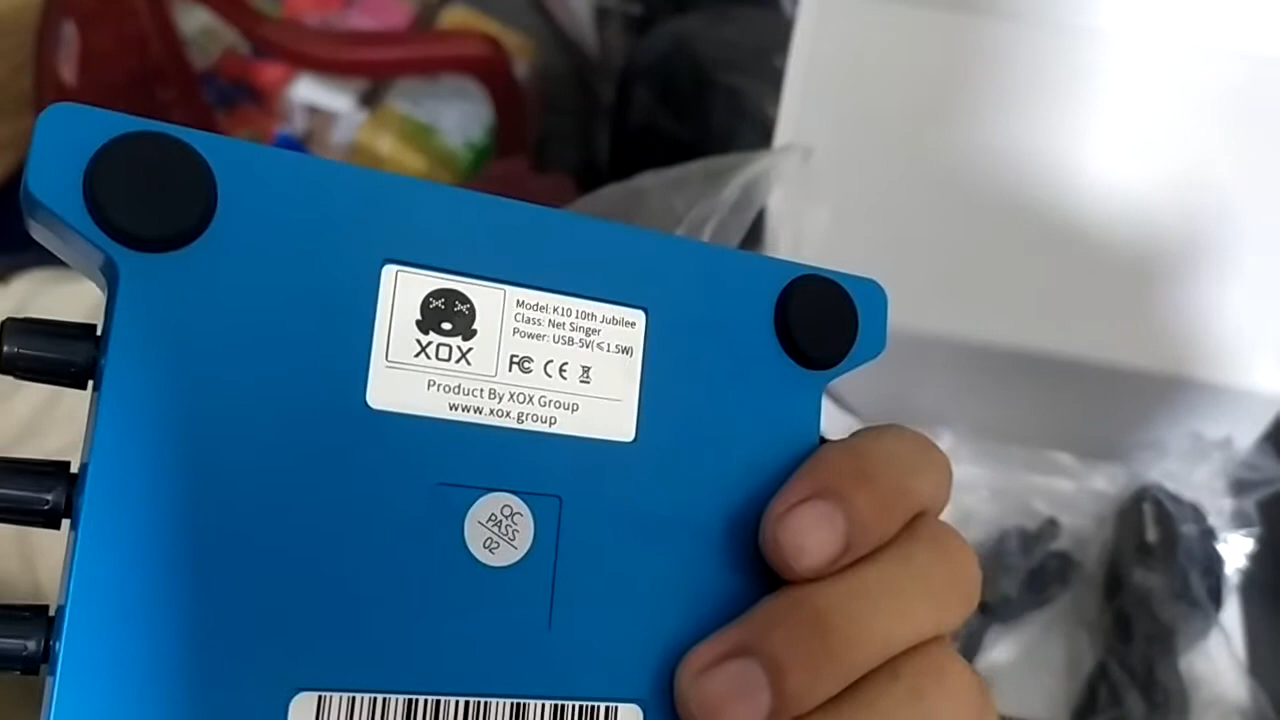 XOX
Model:K10 10th Jubilee
Class: Net Singer
Power: USB-5V(≤1.5W)
FC CE
Product By XOX Group
www.xox.group
QC
PASS
02